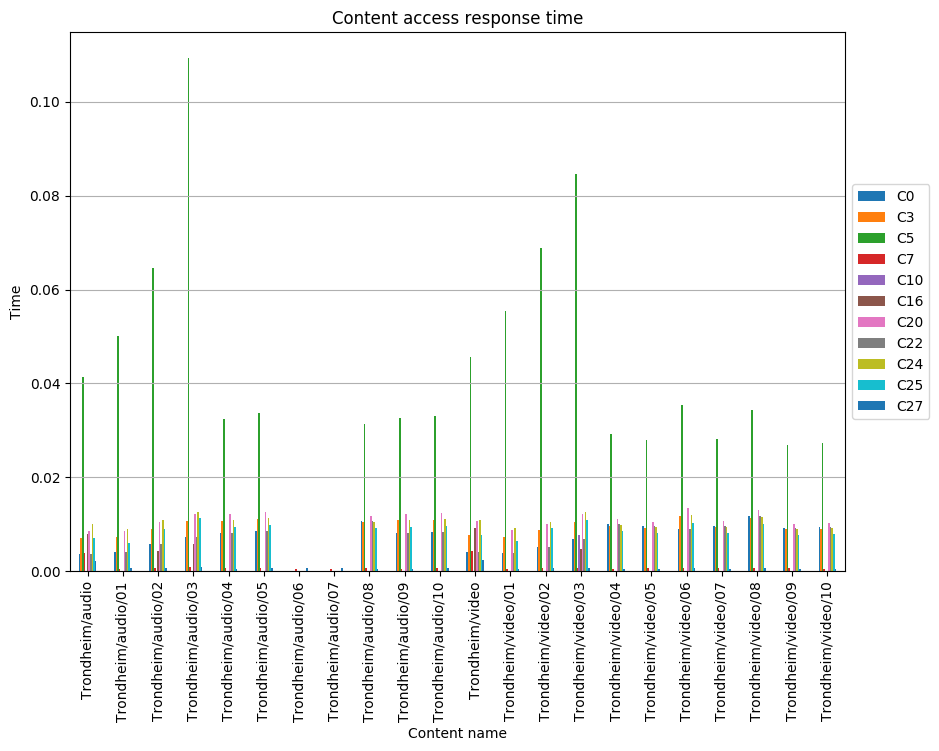 Content access response time
Time
0.10
0.08
0.06
0.04
0.02
0.00
C0
C3
C5
C7
C10
C16
C20
C22
C24
C25
C27
Trondheim/audio
Trondheim/audio/01
Trondheim/audio/02
Trondheim/audio/03
Trondheim/audio/04
Trondheim/audio/05
Trondheim/audio/06
Trondheim/audio/07
Trondheim/audio/08
Trondheim/audio/09
Trondheim/audio/10
Trondheim/video
Trondheim/video/01
Trondheim/video/02
Trondheim/video/03
Trondheim/video/04
Trondheim/video/05
Trondheim/video/06
Trondheim/video/07
Trondheim/video/08
Trondheim/video/09
Trondheim/video/10
Content name